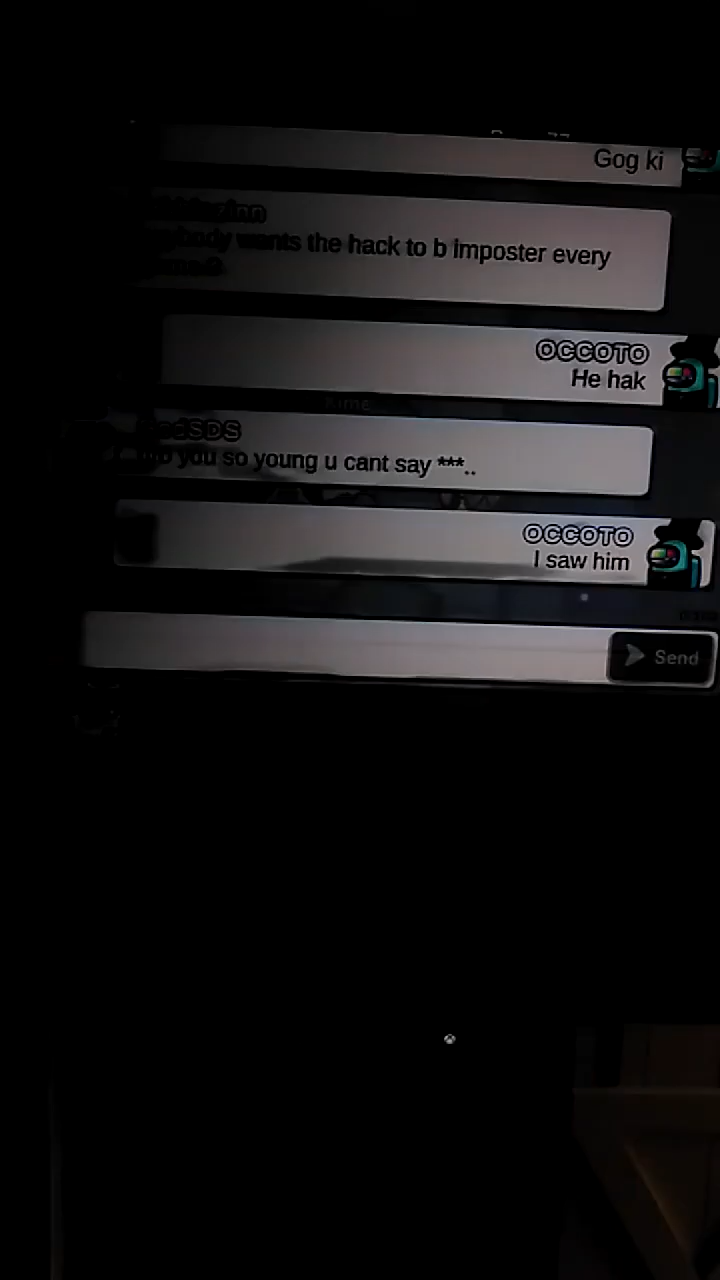 Gog ki
wants the hack to b imposter every
OCCOTO
He hak
you so young u cant say ***..
OCCOTO
I saw him
Send